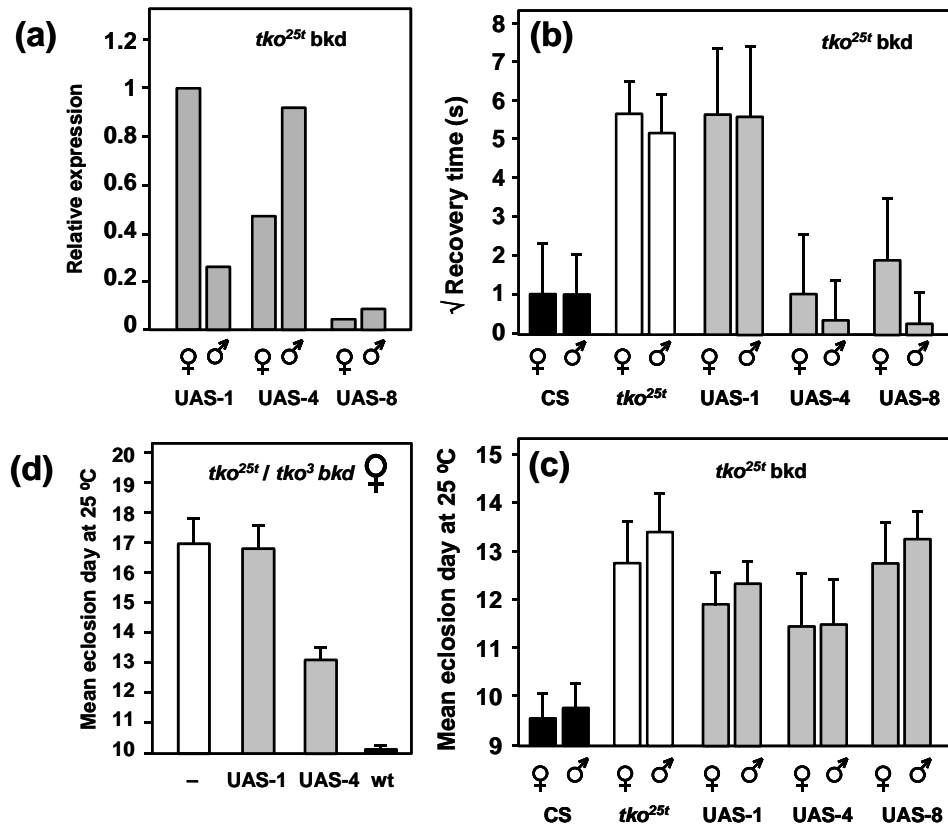 (a)
tko25t bkd
Relative expression
1.2
1
0.8
0.6
0.4
0.2
0
♀ ♂ ♀ ♂ ♀ ♂
UAS-1 UAS-4 UAS-8
(b)
tko25t bkd
√ Recovery time (s)
8
7
6
5
4
3
2
1
0
♀ ♂ ♀ ♂ ♀ ♂ ♀ ♂ ♀ ♂
CS tko25t UAS-1 UAS-4 UAS-8
(d)
tko25t / tko3 bkd ♀
Mean eclosion day at 25 ºC
20
19
18
17
16
15
14
13
12
11
10
– UAS-1 UAS-4 wt
(c)
tko25t bkd
Mean eclosion day at 25 ºC
15
14
13
12
11
10
9
♀ ♂ ♀ ♂ ♀ ♂ ♀ ♂ ♀ ♂
CS tko25t UAS-1 UAS-4 UAS-8